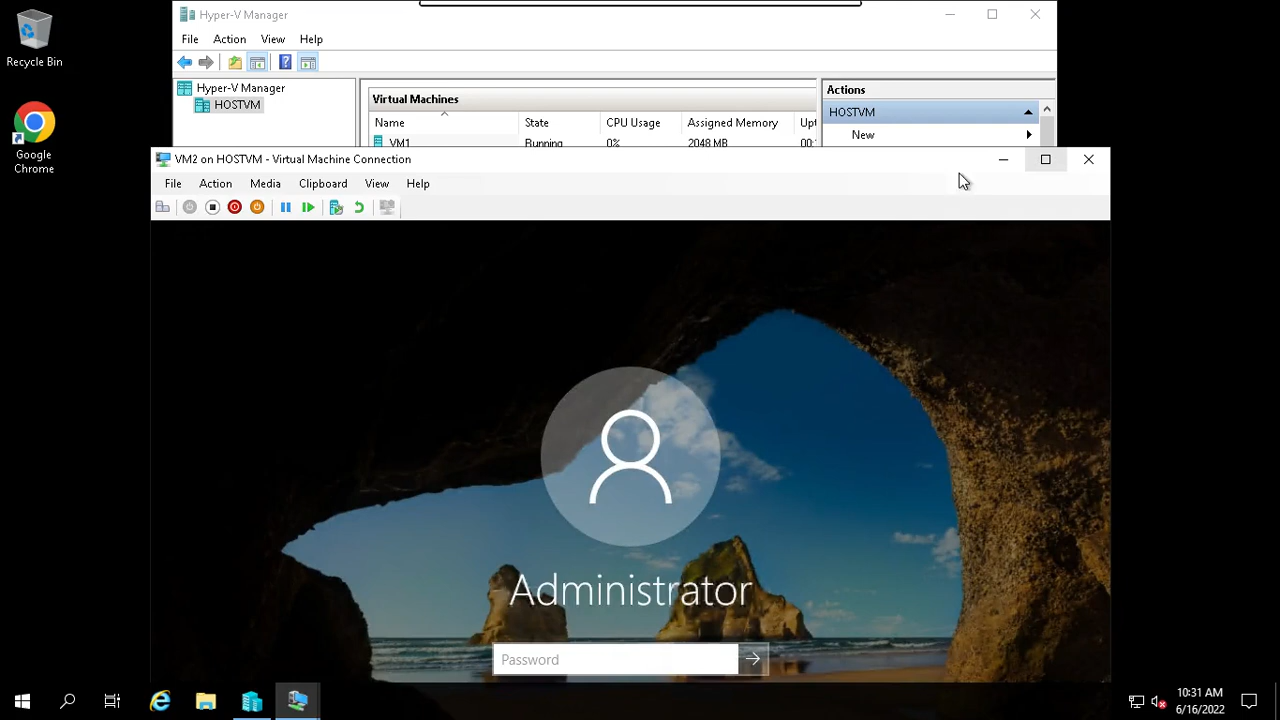 Hyper-V Manager
File Action View Help
Hyper-V Manager
HOSTVM
Virtual Machines
Name State CPU Usage Assigned Memory Upt
VM1 Running 0% 2048 MB 00:
Actions
HOSTVM
New
VM2 on HOSTVM - Virtual Machine Connection
File Action Media Clipboard View Help
Administrator
Password
Recycle Bin
Google
Chrome
10:31 AM
6/16/2022